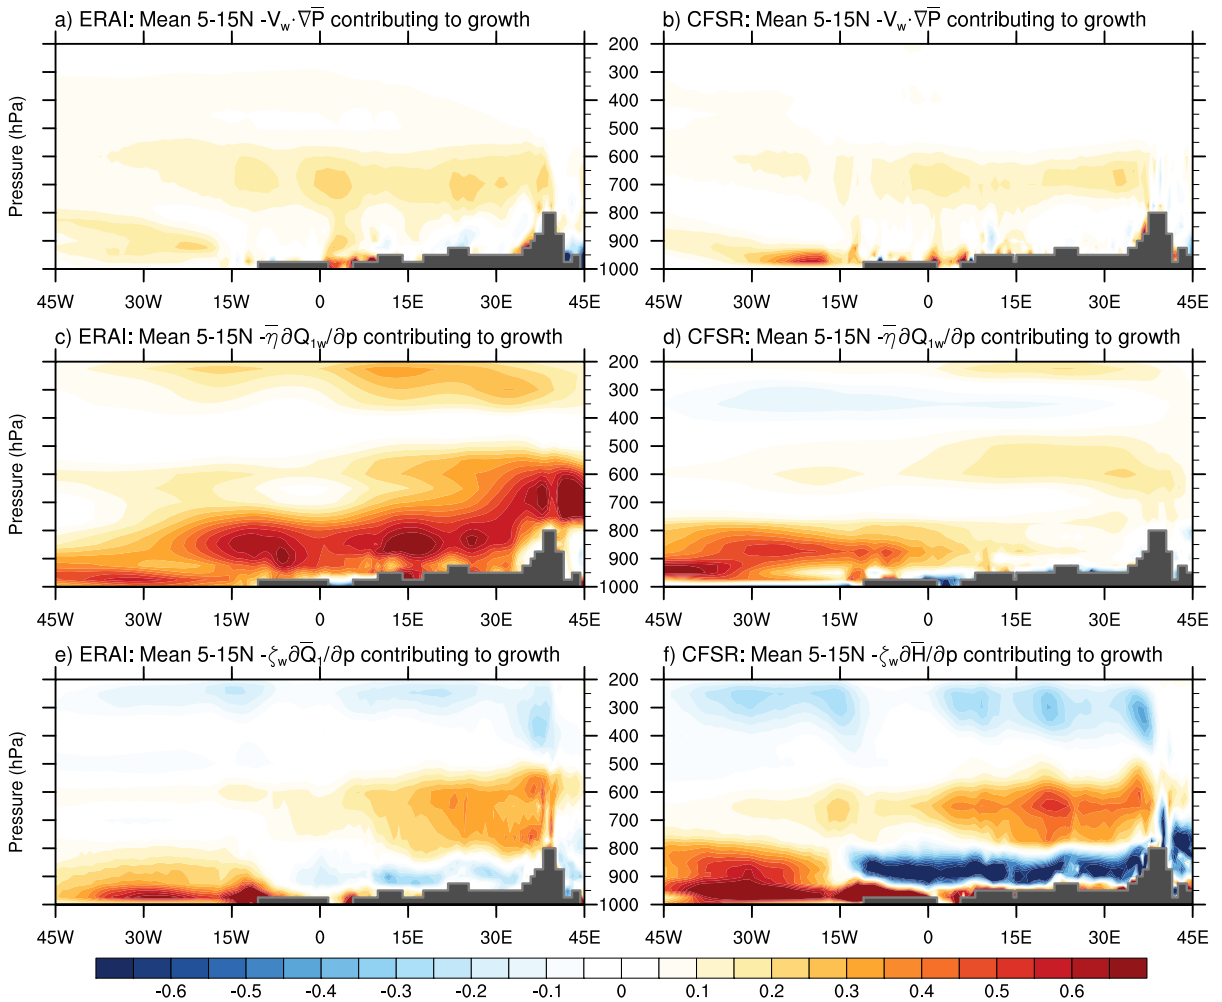 a) ERAI: Mean 5-15N -V_w·∇P̅ contributing to growth
b) CFSR: Mean 5-15N -V_w·∇P̅ contributing to growth
Pressure (hPa)
200
300
400
500
600
700
800
900
1000
45W 30W 15W 0 15E 30E 45E
45W 30W 15W 0 15E 30E 45E
c) ERAI: Mean 5-15N -η̅ ∂Q_1w/∂p contributing to growth
d) CFSR: Mean 5-15N -η̅ ∂Q_1w/∂p contributing to growth
Pressure (hPa)
200
300
400
500
600
700
800
900
1000
45W 30W 15W 0 15E 30E 45E
45W 30W 15W 0 15E 30E 45E
e) ERAI: Mean 5-15N -ζ_w∂Q̅_1/∂p contributing to growth
f) CFSR: Mean 5-15N -ζ_w∂H̅/∂p contributing to growth
Pressure (hPa)
200
300
400
500
600
700
800
900
1000
45W 30W 15W 0 15E 30E 45E
45W 30W 15W 0 15E 30E 45E
-0.6 -0.5 -0.4 -0.3 -0.2 -0.1 0 0.1 0.2 0.3 0.4 0.5 0.6